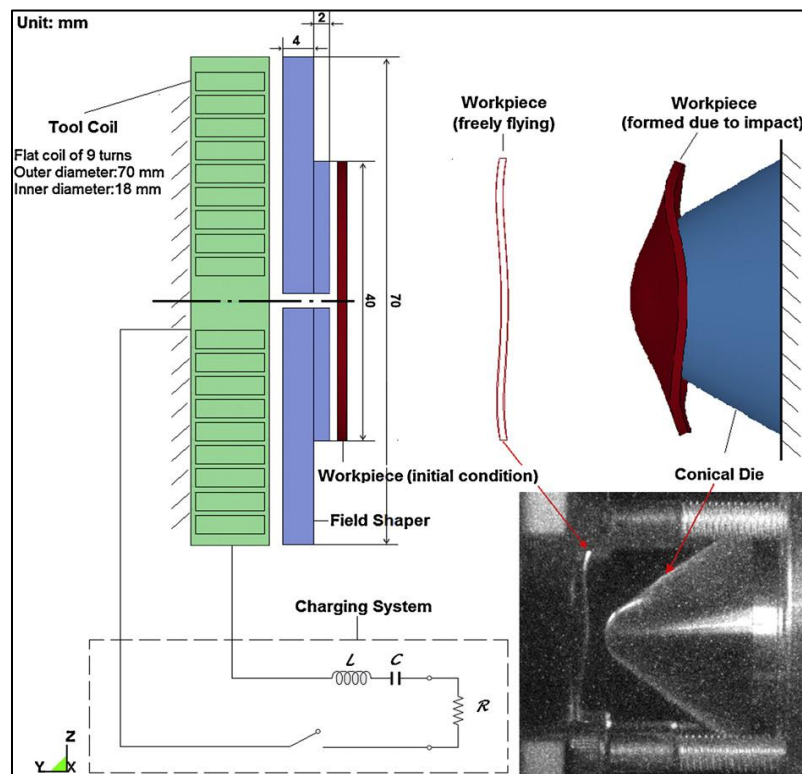 Unit: mm
2
4
Tool Coil
Flat coil of 9 turns
Outer diameter:70 mm
Inner diameter:18 mm
Workpiece
(freely flying)
Workpiece
(formed due to impact)
40
70
Workpiece (initial condition)
Field Shaper
Conical Die
Charging System
L
C
R
Z
Y
X